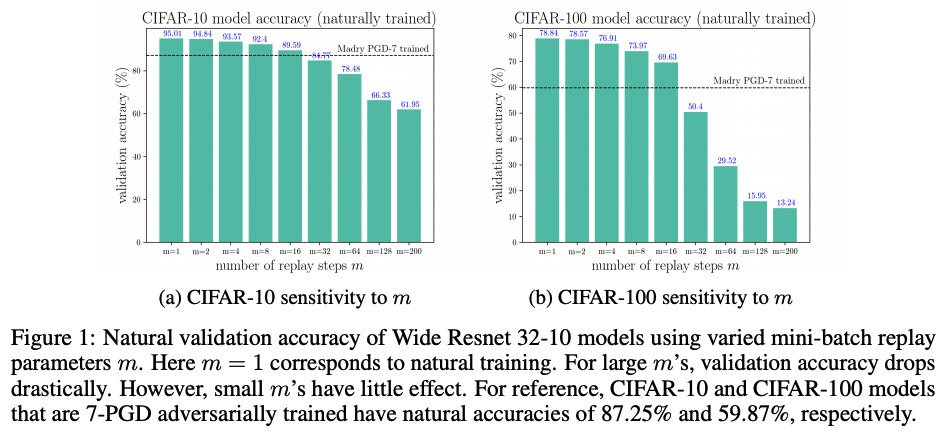 CIFAR-10 model accuracy (naturally trained)
95.01 94.84 93.57 92.4 89.59 84.77 78.48 66.33 61.95
Madry PGD-7 trained
validation accuracy (%)
80
60
40
20
0
m=1 m=2 m=4 m=8 m=16 m=32 m=64 m=128 m=200
number of replay steps m
(a) CIFAR-10 sensitivity to m
CIFAR-100 model accuracy (naturally trained)
78.84 78.57 76.91 73.97 69.63 50.4 29.52 15.95 13.24
Madry PGD-7 trained
validation accuracy (%)
80
70
60
50
40
30
20
10
0
m=1 m=2 m=4 m=8 m=16 m=32 m=64 m=128 m=200
number of replay steps m
(b) CIFAR-100 sensitivity to m
Figure 1: Natural validation accuracy of Wide Resnet 32-10 models using varied mini-batch replay
parameters m. Here m = 1 corresponds to natural training. For large m's, validation accuracy drops
drastically. However, small m's have little effect. For reference, CIFAR-10 and CIFAR-100 models
that are 7-PGD adversarially trained have natural accuracies of 87.25% and 59.87%, respectively.